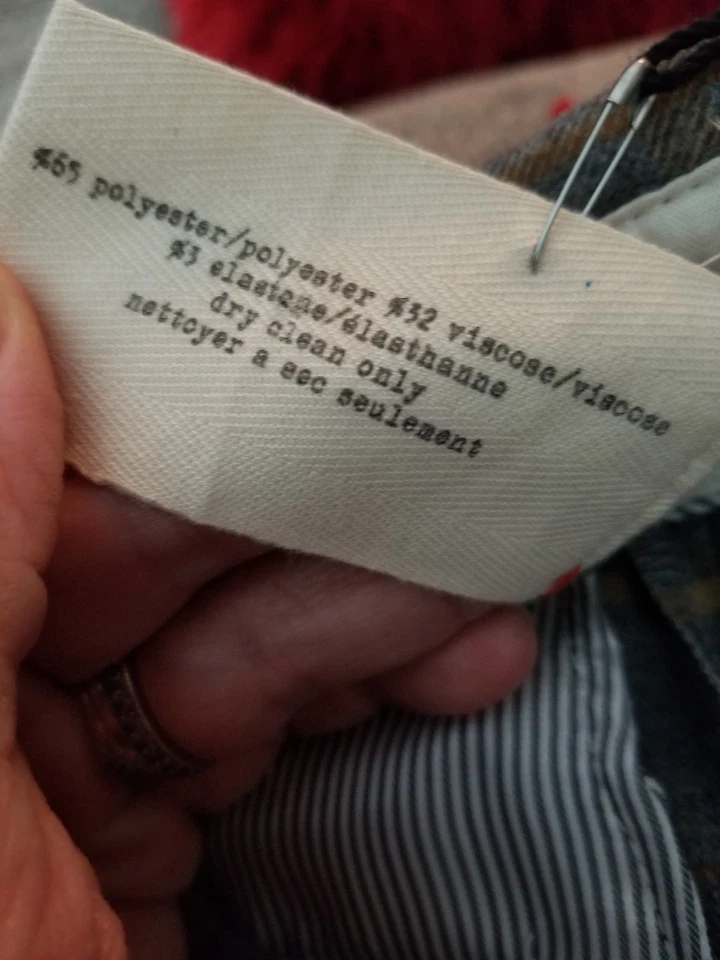 %65 polyester/polyester %32 viscose/viscose
%3 elastane/élasthanne
dry clean only
nettoyer a sec seulement